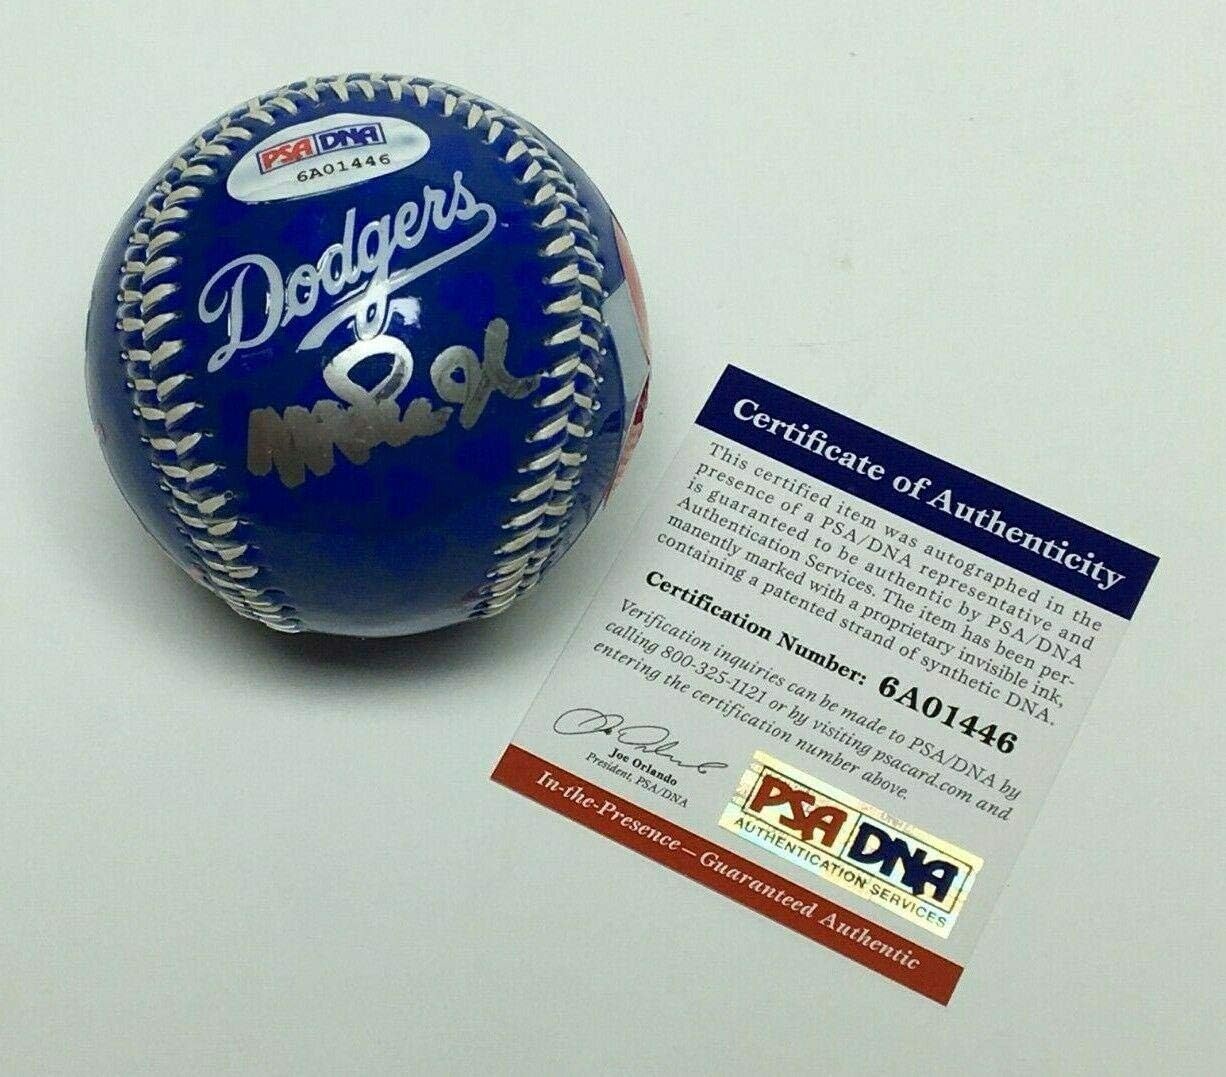 PSA DNA
6A01446
Dodgers
Certificate of Authenticity
This certified item was autographed in the
presence of a PSA/DNA representative and
is guaranteed to be authentic by PSA/DNA
Authentication Services. The item has been per-
manently marked with a proprietary invisible ink,
containing a patented strand of synthetic DNA.
Certification Number: 6A01446
Verification inquiries can be made to PSA/DNA by
calling 800-325-1121 or by visiting psacard.com and
entering the certification number above.
Joe Orlando
President, PSA/DNA
PSA DNA
AUTHENTICATION SERVICES
In-the-Presence – Guaranteed Authentic